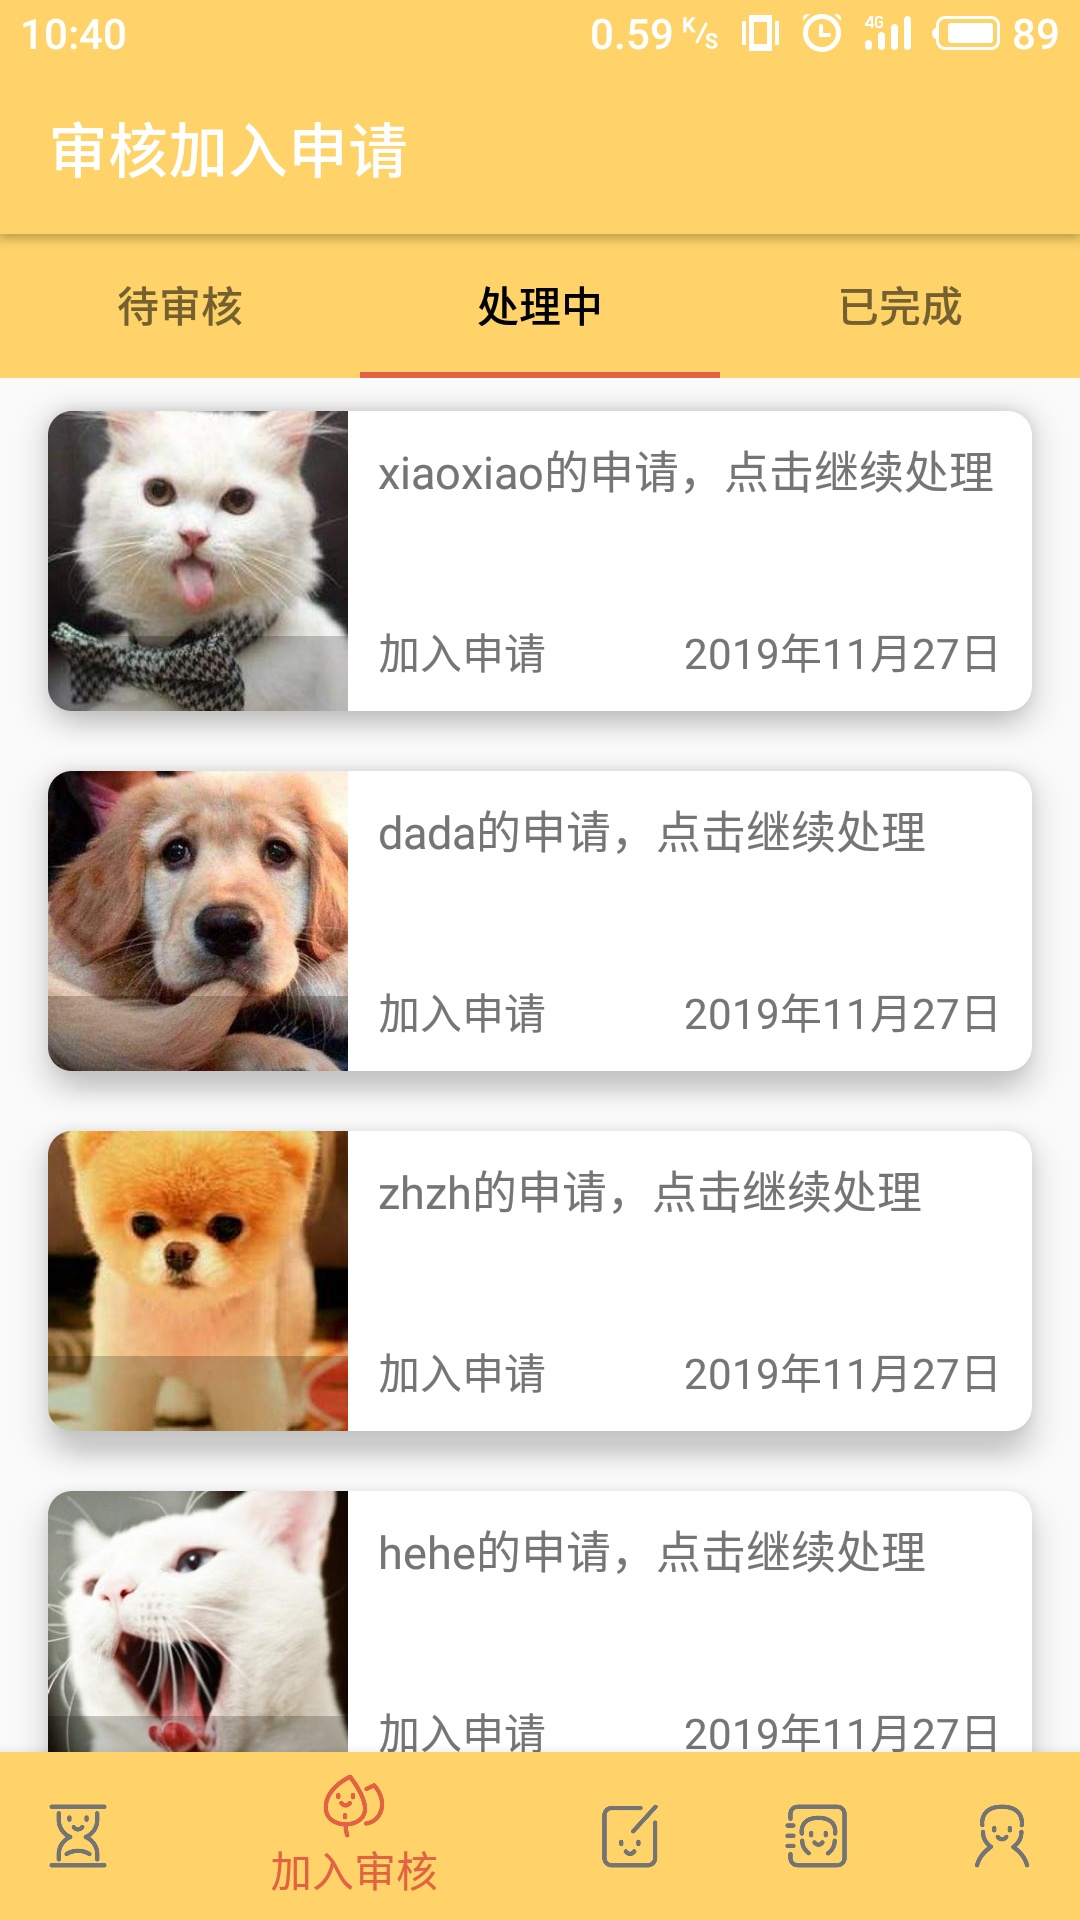 10:40 0.59 K/s 4G 89
审核加入申请
待审核 处理中 已完成
xiaoxiao的申请，点击继续处理
加入申请 2019年11月27日
dada的申请，点击继续处理
加入申请 2019年11月27日
zhzh的申请，点击继续处理
加入申请 2019年11月27日
hehe的申请，点击继续处理
加入申请 2019年11月27日
加入审核